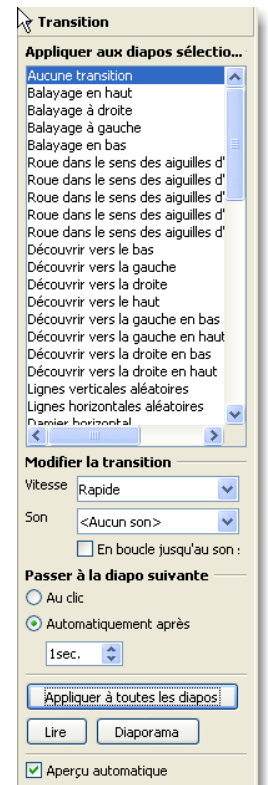 Transition
Appliquer aux diapos sélectio...
Aucune transition
Balayage en haut
Balayage à droite
Balayage à gauche
Balayage en bas
Roue dans le sens des aiguilles d'
Roue dans le sens des aiguilles d'
Roue dans le sens des aiguilles d'
Roue dans le sens des aiguilles d'
Roue dans le sens des aiguilles d'
Découvrir vers le bas
Découvrir vers la gauche
Découvrir vers la droite
Découvrir vers le haut
Découvrir vers la gauche en bas
Découvrir vers la gauche en haut
Découvrir vers la droite en bas
Découvrir vers la droite en haut
Lignes verticales aléatoires
Lignes horizontales aléatoires
Damier horizontal
Modifier la transition
Vitesse Rapide
Son <Aucun son>
En boucle jusqu'au son :
Passer à la diapo suivante
Au clic
Automatiquement après
1sec.
Appliquer à toutes les diapos
Lire Diaporama
Aperçu automatique